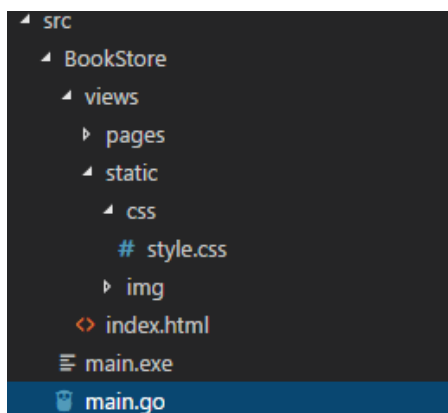 src
BookStore
views
pages
static
css
# style.css
img
<> index.html
main.exe
main.go